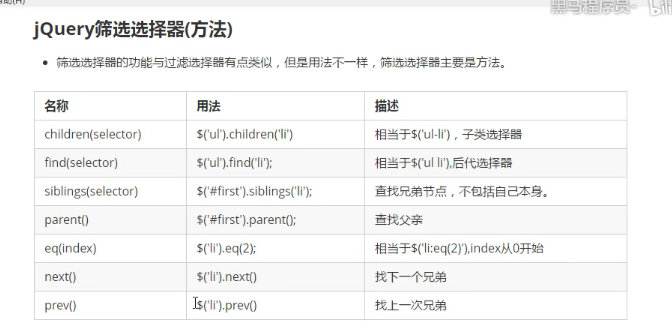 黑马程序员-
jQuery筛选选择器(方法)
筛选选择器的功能与过滤选择器有点类似，但是用法不一样，筛选选择器主要是方法。
名称 用法 描述
children(selector) $('ul').children('li') 相当于$('ul-li')，子类选择器
find(selector) $('ul').find('li'); 相当于$('ul li'),后代选择器
siblings(selector) $('#first').siblings('li'); 查找兄弟节点，不包括自己本身。
parent() $('#first').parent(); 查找父亲
eq(index) $('li').eq(2); 相当于$('li:eq(2)'),index从0开始
next() $('li').next() 找下一个兄弟
prev() $('li').prev() 找上一次兄弟